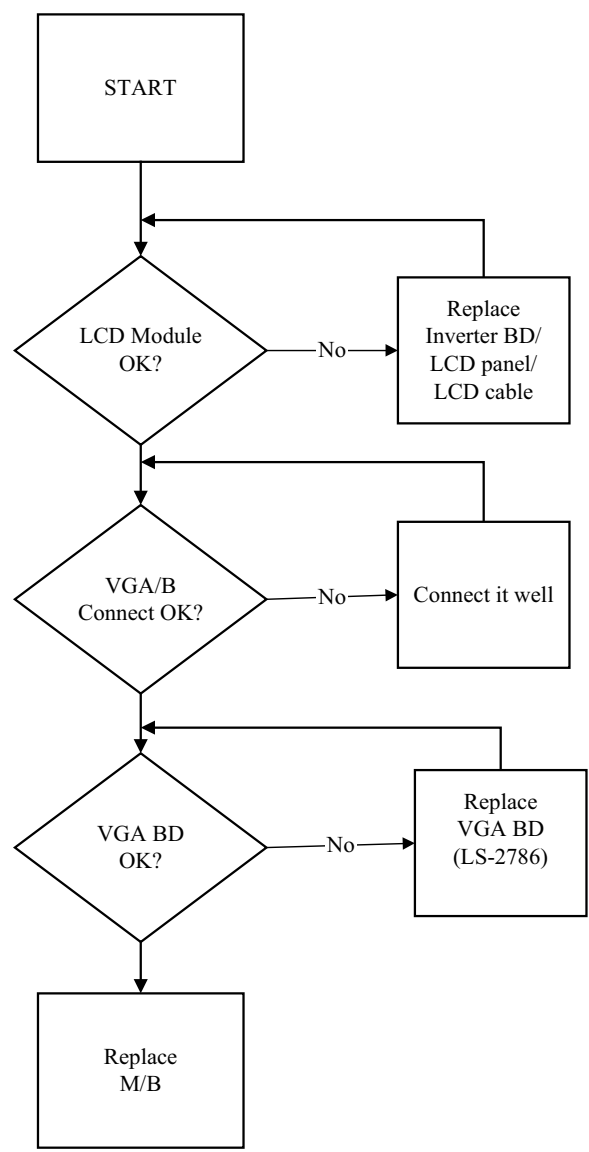 START
LCD Module
OK?
No
Replace
Inverter BD/
LCD panel/
LCD cable
VGA/B
Connect OK?
No
Connect it well
VGA BD
OK?
No
Replace
VGA BD
(LS-2786)
Replace
M/B